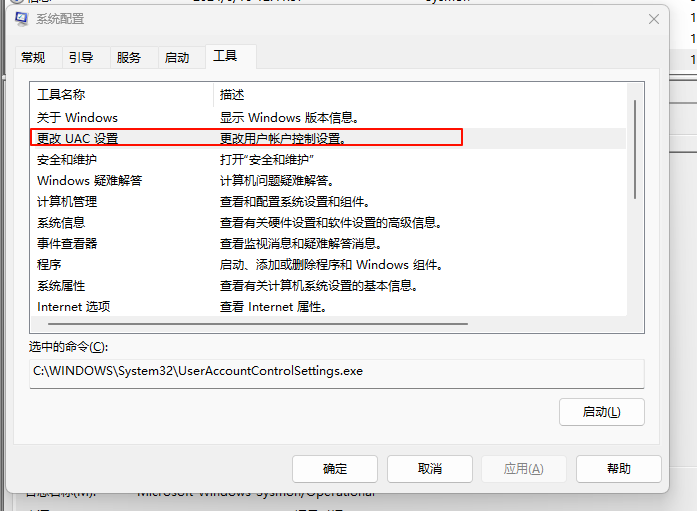 系统配置
常规 引导 服务 启动 工具
工具名称 描述
关于 Windows 显示 Windows 版本信息。
更改 UAC 设置 更改用户帐户控制设置。
安全和维护 打开“安全和维护”
Windows 疑难解答 计算机问题疑难解答。
计算机管理 查看和配置系统设置和组件。
系统信息 查看有关硬件设置和软件设置的高级信息。
事件查看器 查看监视消息和疑难解答消息。
程序 启动、添加或删除程序和 Windows 组件。
系统属性 查看有关计算机系统设置的基本信息。
Internet 选项 查看 Internet 属性。
选中的命令(C):
C:\WINDOWS\System32\UserAccountControlSettings.exe
启动(L)
确定 取消 应用(A) 帮助
日志名称(M): Microsoft-Windows-Sysmon/Operational